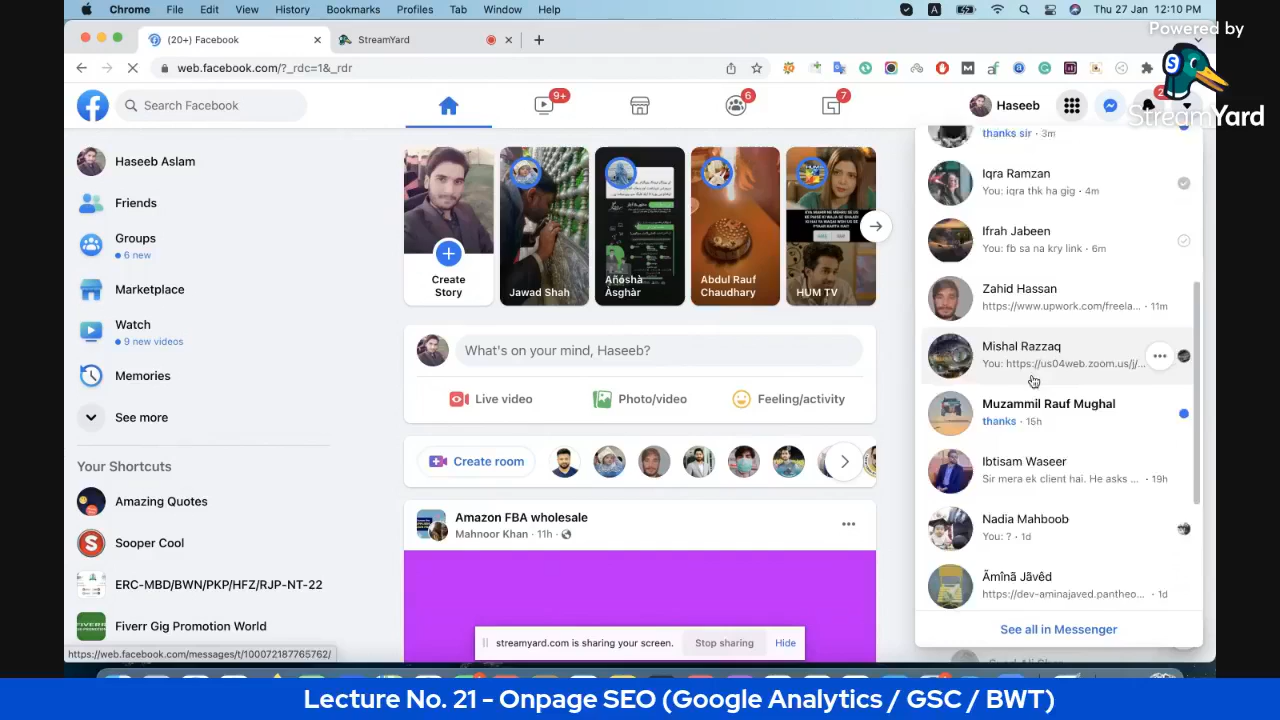 Chrome File Edit View History Bookmarks Profiles Tab Window Help
A
Thu 27 Jan 12:10 PM
Powered by
StreamYard
(20+) Facebook
StreamYard
web.facebook.com/?_rdc=1&_rdr
Search Facebook
9+
6
7
Haseeb
Haseeb Aslam
Friends
Groups
6 new
Marketplace
Watch
9 new videos
Memories
See more
Your Shortcuts
Amazing Quotes
Sooper Cool
ERC-MBD/BWN/PKP/HFZ/RJP-NT-22
Fiverr Gig Promotion World
https://web.facebook.com/messages/t/100072187765762/
Create
Story
Jawad Shah
Añóshà
Àsghàr
Abdul Rauf
Chaudhary
HUM TV
What's on your mind, Haseeb?
Live video
Photo/video
Feeling/activity
Create room
Amazon FBA wholesale
Mahnoor Khan · 11h ·
streamyard.com is sharing your screen.
Stop sharing
Hide
thanks sir · 3m
Iqra Ramzan
You: iqra thk ha gig · 4m
Ifrah Jabeen
You: fb sa na kry link · 6m
Zahid Hassan
https://www.upwork.com/freela... · 11m
Mishal Razzaq
You: https://us04web.zoom.us/j/...
Muzammil Rauf Mughal
thanks · 15h
Ibtisam Waseer
Sir mera ek client hai. He asks ... · 19h
Nadia Mahboob
You: ? · 1d
Ãmînã Jãvêd
https://dev-aminajaved.pantheo... · 1d
See all in Messenger
Lecture No. 21 - Onpage SEO (Google Analytics / GSC / BWT)